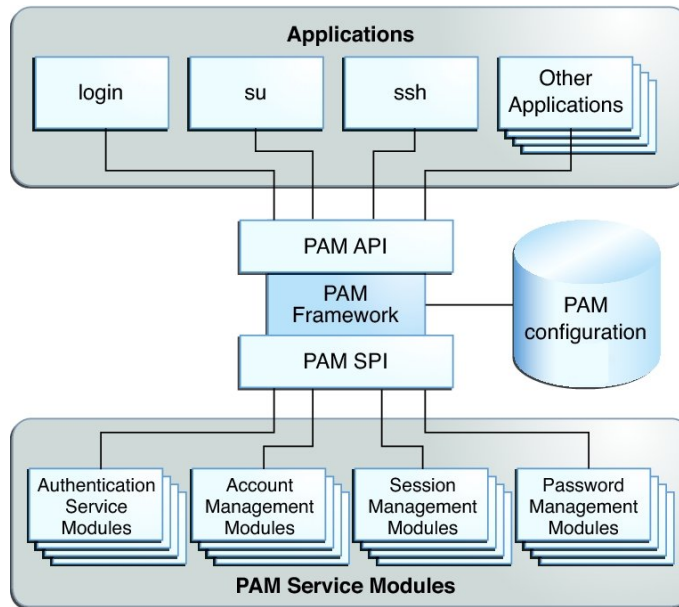 Applications
login
su
ssh
Other
Applications
PAM API
PAM
Framework
PAM
configuration
PAM SPI
Authentication
Service
Modules
Account
Management
Modules
Session
Management
Modules
Password
Management
Modules
PAM Service Modules